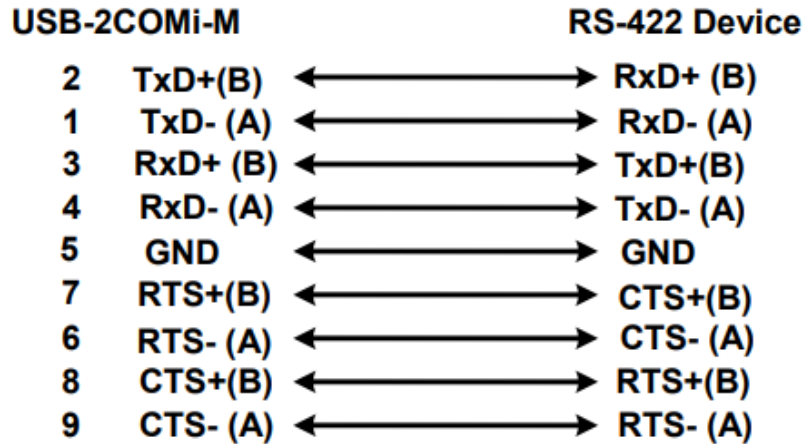 USB-2COMi-M RS-422 Device
2 TxD+(B) RxD+ (B)
1 TxD- (A) RxD- (A)
3 RxD+ (B) TxD+(B)
4 RxD- (A) TxD- (A)
5 GND GND
7 RTS+(B) CTS+(B)
6 RTS- (A) CTS- (A)
8 CTS+(B) RTS+(B)
9 CTS- (A) RTS- (A)